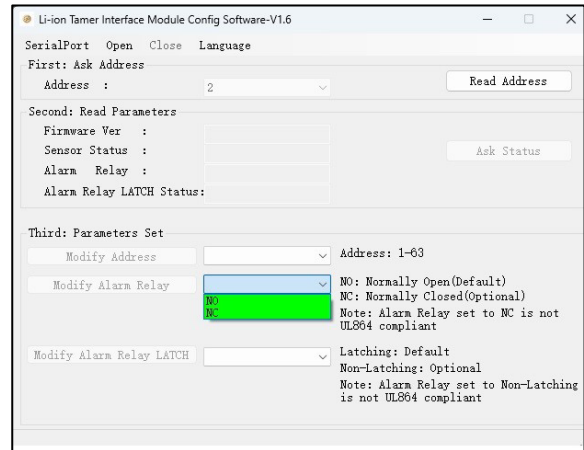 Li-ion Tamer Interface Module Config Software-V1.6
SerialPort Open Close Language
First: Ask Address
Address : 2 Read Address
Second: Read Parameters
Firmware Ver :
Sensor Status : Ask Status
Alarm Relay :
Alarm Relay LATCH Status:
Third: Parameters Set
Modify Address Address: 1-63
Modify Alarm Relay NO: Normally Open(Default)
NO
NC NC: Normally Closed(Optional)
Note: Alarm Relay set to NC is not
UL864 compliant
Modify Alarm Relay LATCH Latching: Default
Non-Latching: Optional
Note: Alarm Relay set to Non-Latching
is not UL864 compliant